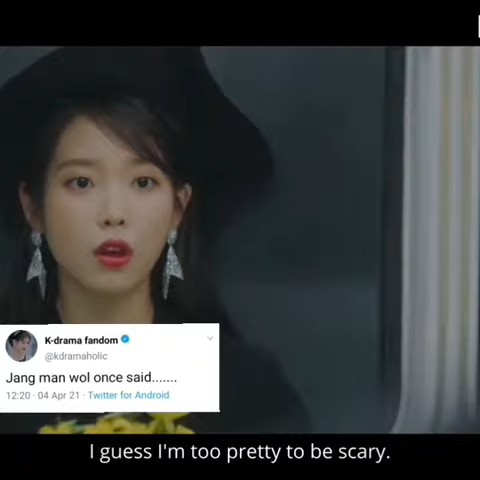 K-drama fandom
@kdramaholic
Jang man wol once said.......
12:20 · 04 Apr 21 · Twitter for Android
I guess I'm too pretty to be scary.